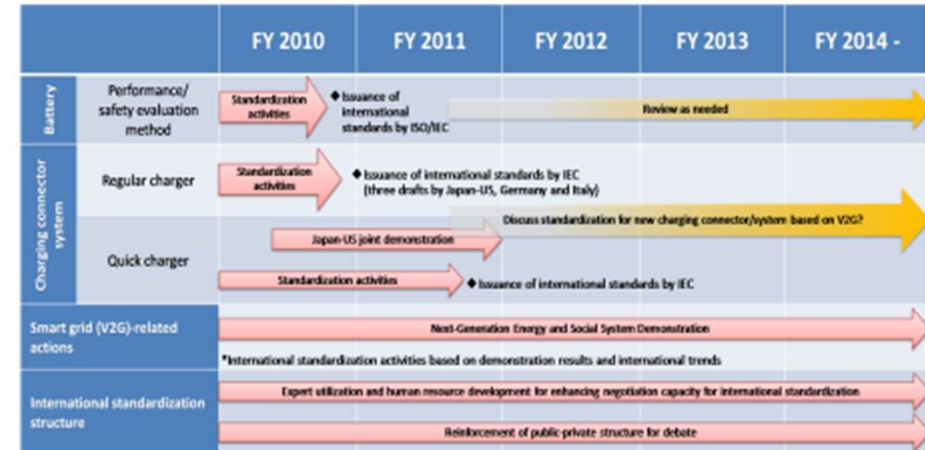 FY 2010
FY 2011
FY 2012
FY 2013
FY 2014 -
Battery
Performance/
safety evaluation
method
Standardization
activities
◆Issuance of
international
standards by ISO/IEC
Review as needed
Charging connector
system
Regular charger
Standardization
activities
◆Issuance of international standards by IEC
(three drafts by Japan-US, Germany and Italy)
Discuss standardization for new charging connector/system based on V2G?
Quick charger
Japan-US joint demonstration
Standardization activities
◆Issuance of international standards by IEC
Smart grid (V2G)-related
actions
Next-Generation Energy and Social System Demonstration
*International standardization activities based on demonstration results and international trends
International standardization
structure
Expert utilization and human resource development for enhancing negotiation capacity for international standardization
Reinforcement of public-private structure for debate